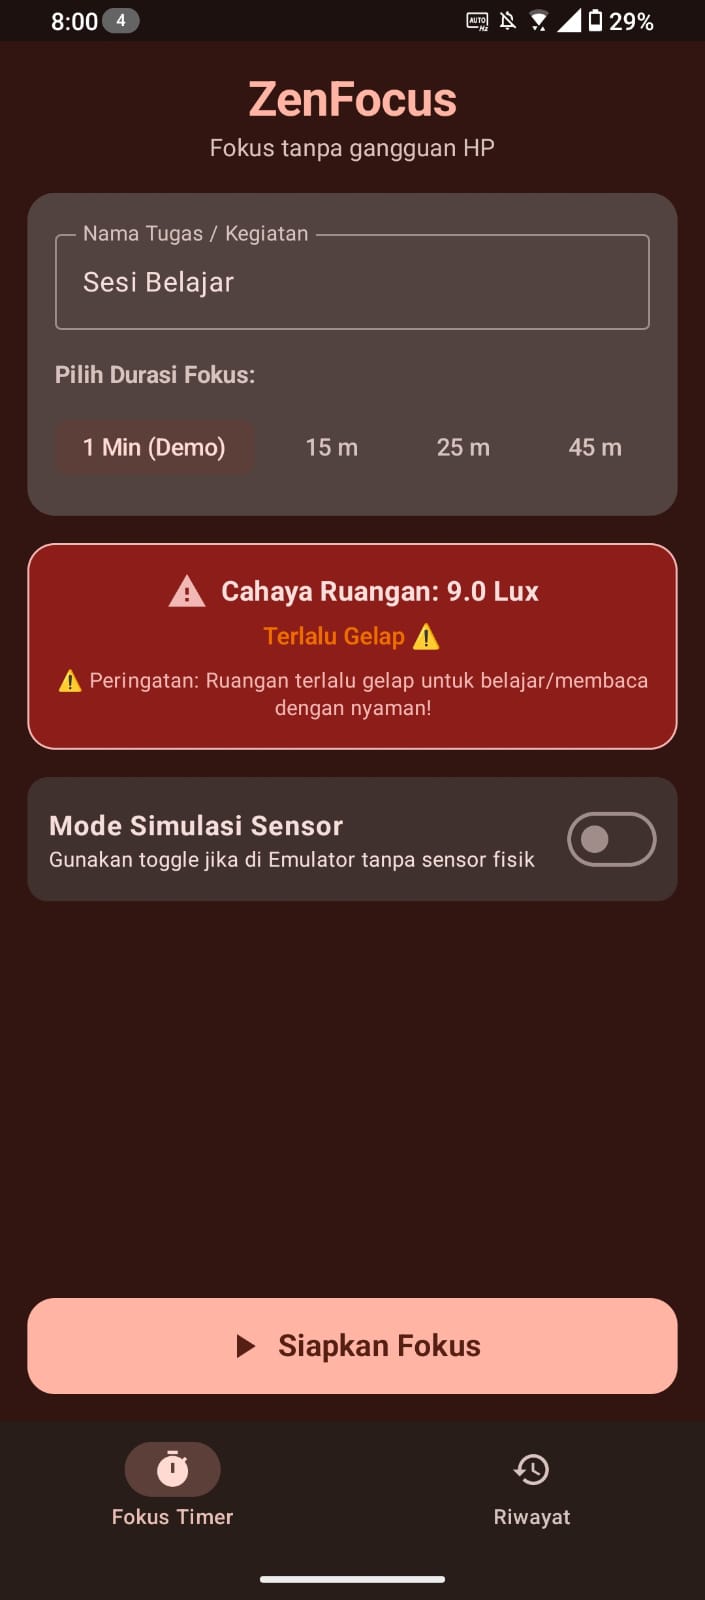 8:00 4 AUTO Hz 29%
ZenFocus
Fokus tanpa gangguan HP
Nama Tugas / Kegiatan
Sesi Belajar
Pilih Durasi Fokus:
1 Min (Demo) 15 m 25 m 45 m
Cahaya Ruangan: 9.0 Lux
Terlalu Gelap ⚠️
⚠️ Peringatan: Ruangan terlalu gelap untuk belajar/membaca
dengan nyaman!
Mode Simulasi Sensor
Gunakan toggle jika di Emulator tanpa sensor fisik
Siapkan Fokus
Fokus Timer Riwayat